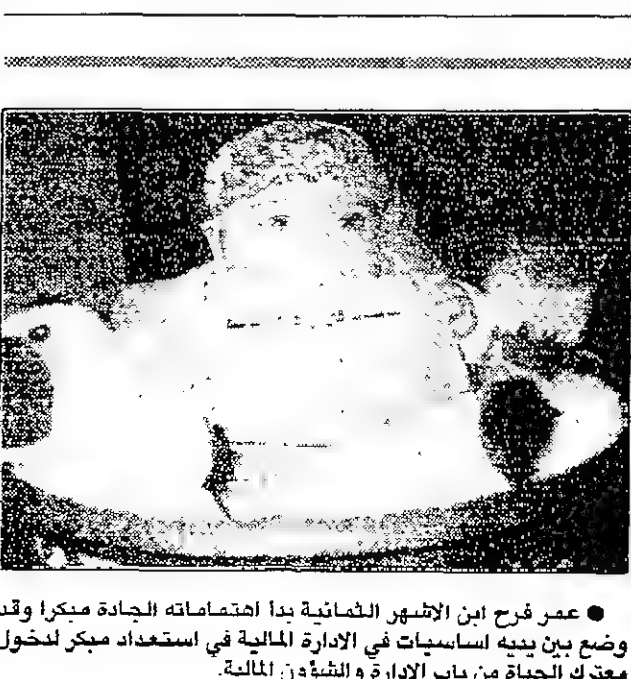 ● عمر فرح ابن الاشهر الثمانية بدأ اهتماماته الجادة مبكرا وقد
وضع بين يديه اساسيات في الادارة المالية في استعداد مبكر لدخول
معترك الحياة من باب الادارة والشؤون المالية.